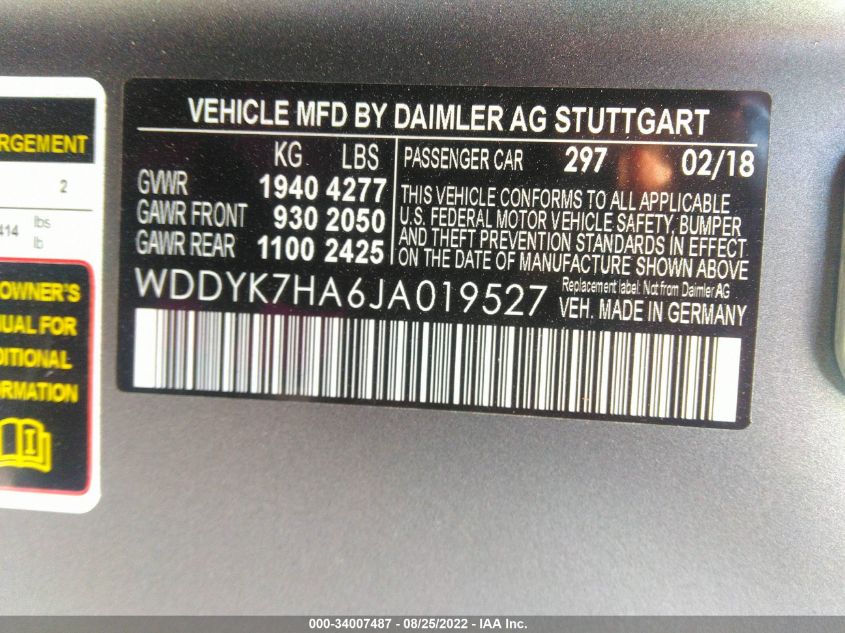 VEHICLE MFD BY DAIMLER AG STUTTGART
KG LBS
GVWR 1940 4277
GAWR FRONT 930 2050
GAWR REAR 1100 2425
PASSENGER CAR 297 02/18
THIS VEHICLE CONFORMS TO ALL APPLICABLE
U.S. FEDERAL MOTOR VEHICLE SAFETY, BUMPER
AND THEFT PREVENTION STANDARDS IN EFFECT
ON THE DATE OF MANUFACTURE SHOWN ABOVE
Replacement label: Not from Daimler AG
WDDYK7HA6JA019527 VEH. MADE IN GERMANY
RGEMENT
2
414 lbs
lb
OWNER'S
UAL FOR
DITIONAL
ORMATION
000-34007487 - 08/25/2022 - IAA Inc.